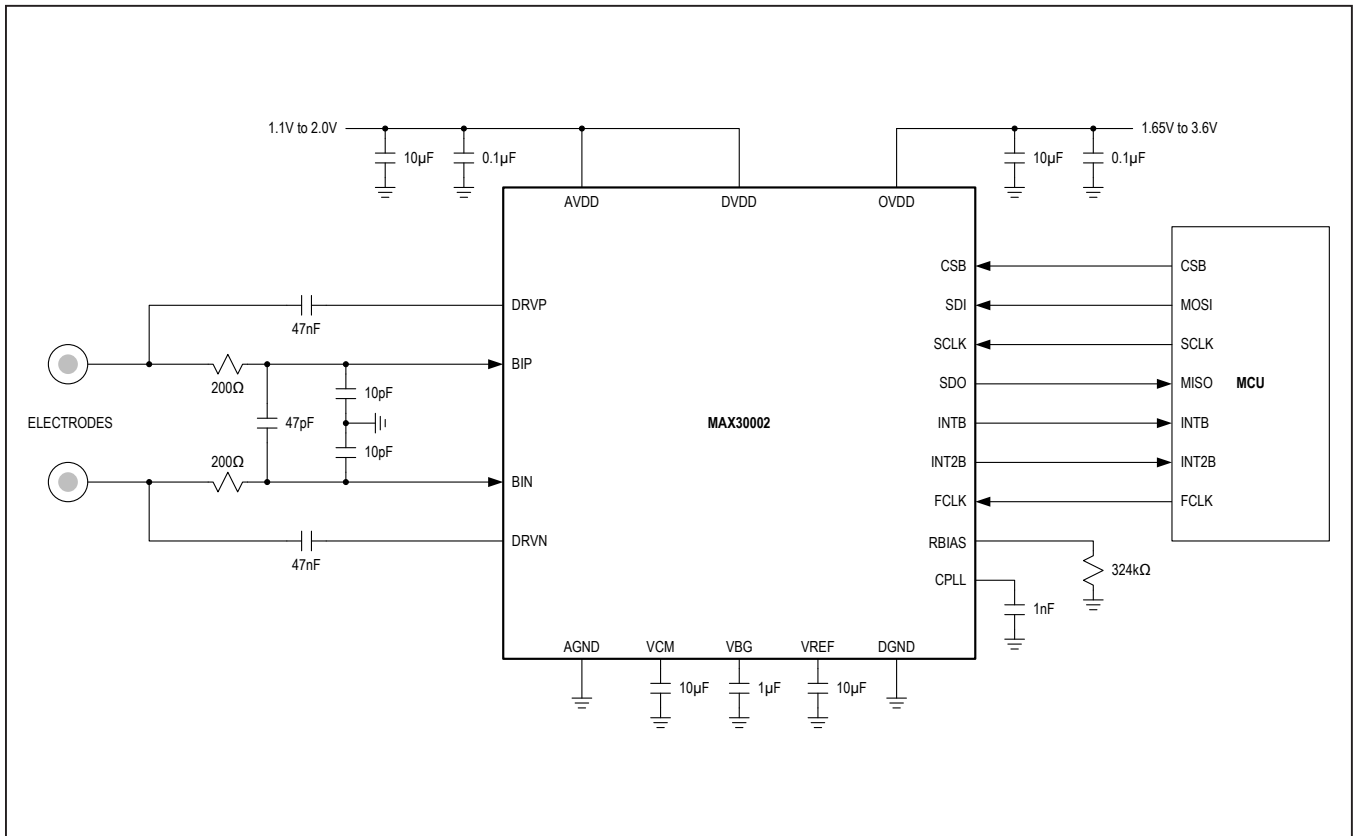 1.1V to 2.0V
1.65V to 3.6V
10µF
0.1µF
10µF
0.1µF
AVDD
DVDD
OVDD
CSB
CSB
DRVP
SDI
MOSI
47nF
SCLK
SCLK
BIP
200Ω
10pF
SDO
MISO
MCU
ELECTRODES
47pF
MAX30002
INTB
INTB
10pF
200Ω
INT2B
INT2B
BIN
FCLK
FCLK
DRVN
RBIAS
47nF
324kΩ
CPLL
1nF
AGND
VCM
VBG
VREF
DGND
10µF
1µF
10µF